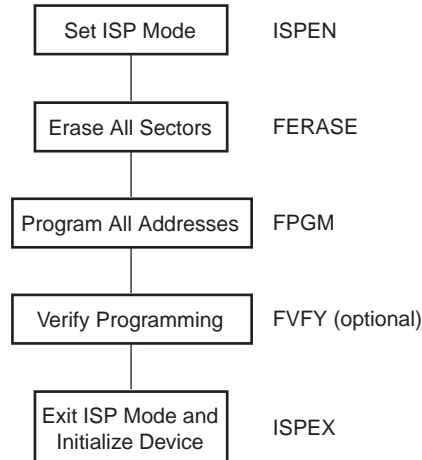 Set ISP Mode ISPEN
Erase All Sectors FERASE
Program All Addresses FPGM
Verify Programming FVFY (optional)
Exit ISP Mode and
Initialize Device ISPEX